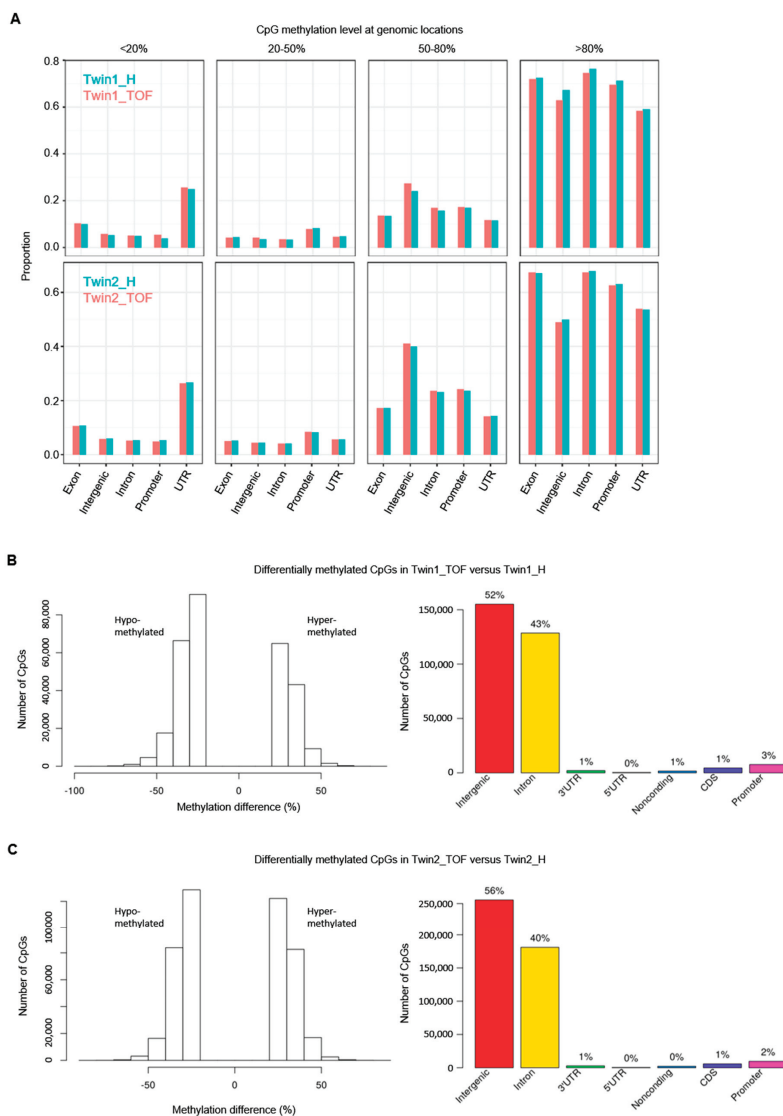 A
CpG methylation level at genomic locations
<20% 20-50% 50-80% >80%
Proportion
0.8
0.6
0.4
0.2
0.0
Twin1_H
Twin1_TOF
0.6
0.4
0.2
0.0
Twin2_H
Twin2_TOF
Exon Intergenic Intron Promoter UTR Exon Intergenic Intron Promoter UTR Exon Intergenic Intron Promoter UTR Exon Intergenic Intron Promoter UTR
B
Differentially methylated CpGs in Twin1_TOF versus Twin1_H
Number of CpGs
80,000
60,000
40,000
20,000
0
Hypo-
methylated
Hyper-
methylated
-100 -50 0 50
Methylation difference (%)
Number of CpGs
150,000
100,000
50,000
0
52% 43% 1% 0% 1% 1% 3%
Intergenic Intron 3'UTR 5'UTR Nonconding CDS Promoter
C
Differentially methylated CpGs in Twin2_TOF versus Twin2_H
Number of CpGs
100000
60,000
20,000
0
Hypo-
methylated
Hyper-
methylated
-50 0 50
Methylation difference (%)
Number of CpGs
250,000
200,000
150,000
100,000
50,000
0
56% 40% 1% 0% 0% 1% 2%
Intergenic Intron 3'UTR 5'UTR Nonconding CDS Promoter